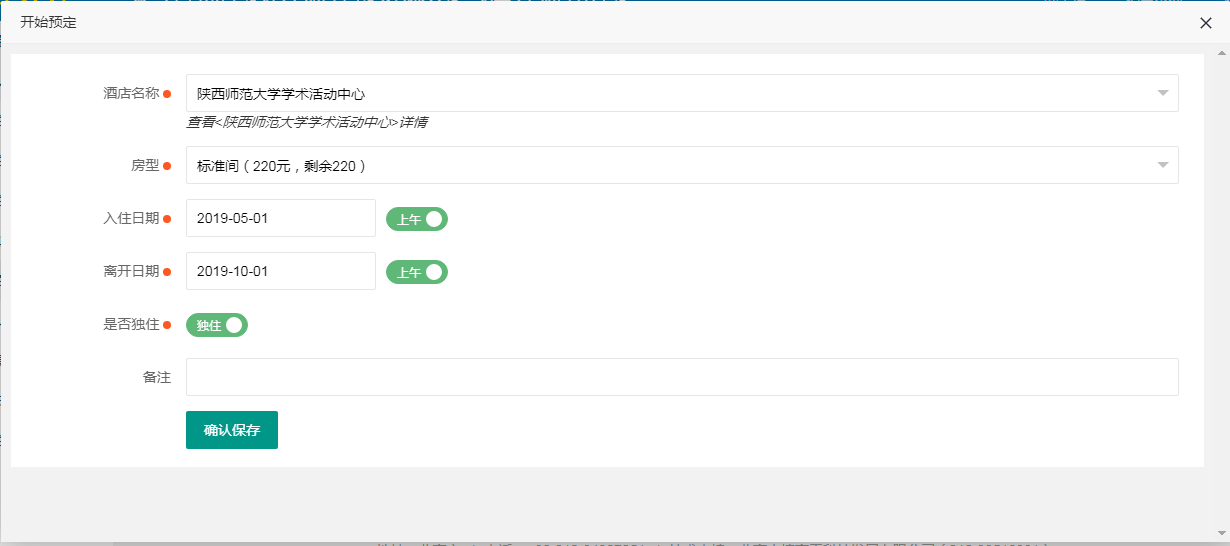 开始预定
酒店名称
陕西师范大学学术活动中心
查看<陕西师范大学学术活动中心>详情
房型
标准间（220元，剩余220）
入住日期
2019-05-01 上午
离开日期
2019-10-01 上午
是否独住
独住
备注
确认保存